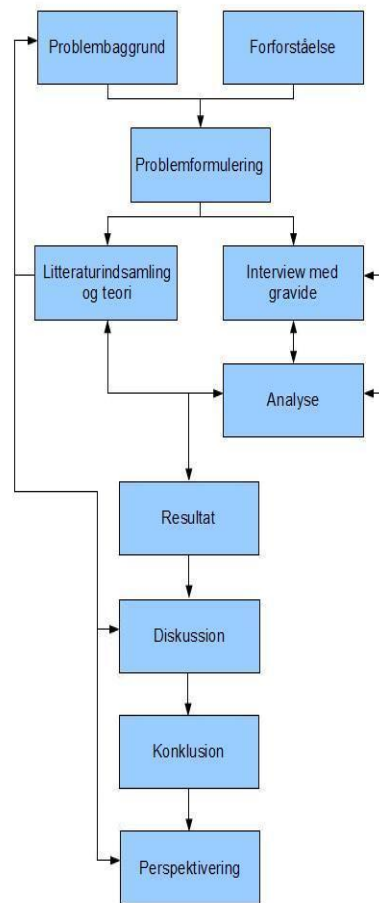 Problembaggrund
Forforståelse
Problemformulering
Litteraturindsamling
og teori
Interview med
gravide
Analyse
Resultat
Diskussion
Konklusion
Perspektivering